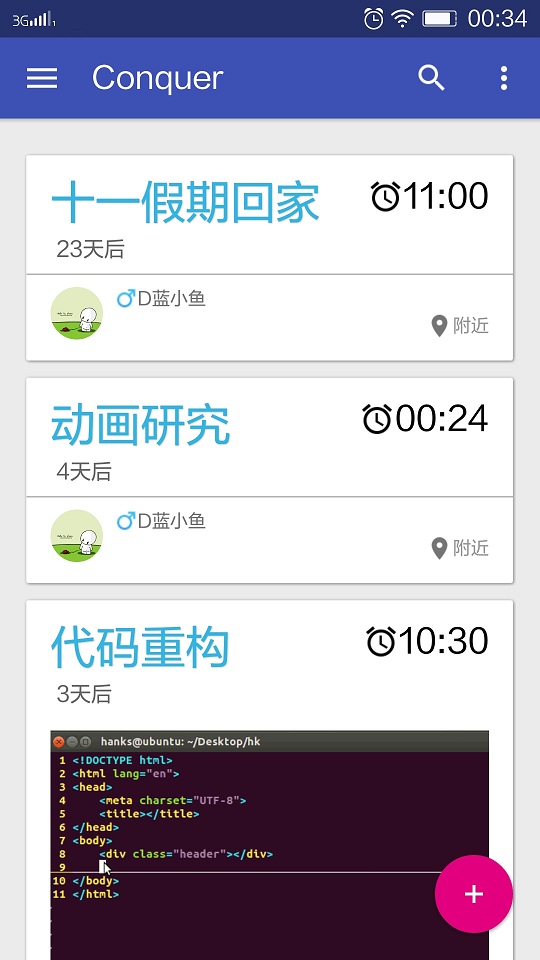 3G 1 00:34
Conquer
十一假期回家 11:00
23天后
D蓝小鱼
附近
动画研究 00:24
4天后
D蓝小鱼
附近
代码重构 10:30
3天后
hanks@ubuntu: ~/Desktop/hk
1 <!DOCTYPE html>
2 <html lang="en">
3 <head>
4 <meta charset="UTF-8">
5 <title></title>
6 </head>
7 <body>
8 <div class="header"></div>
9
10 </body>
11 </html>
+